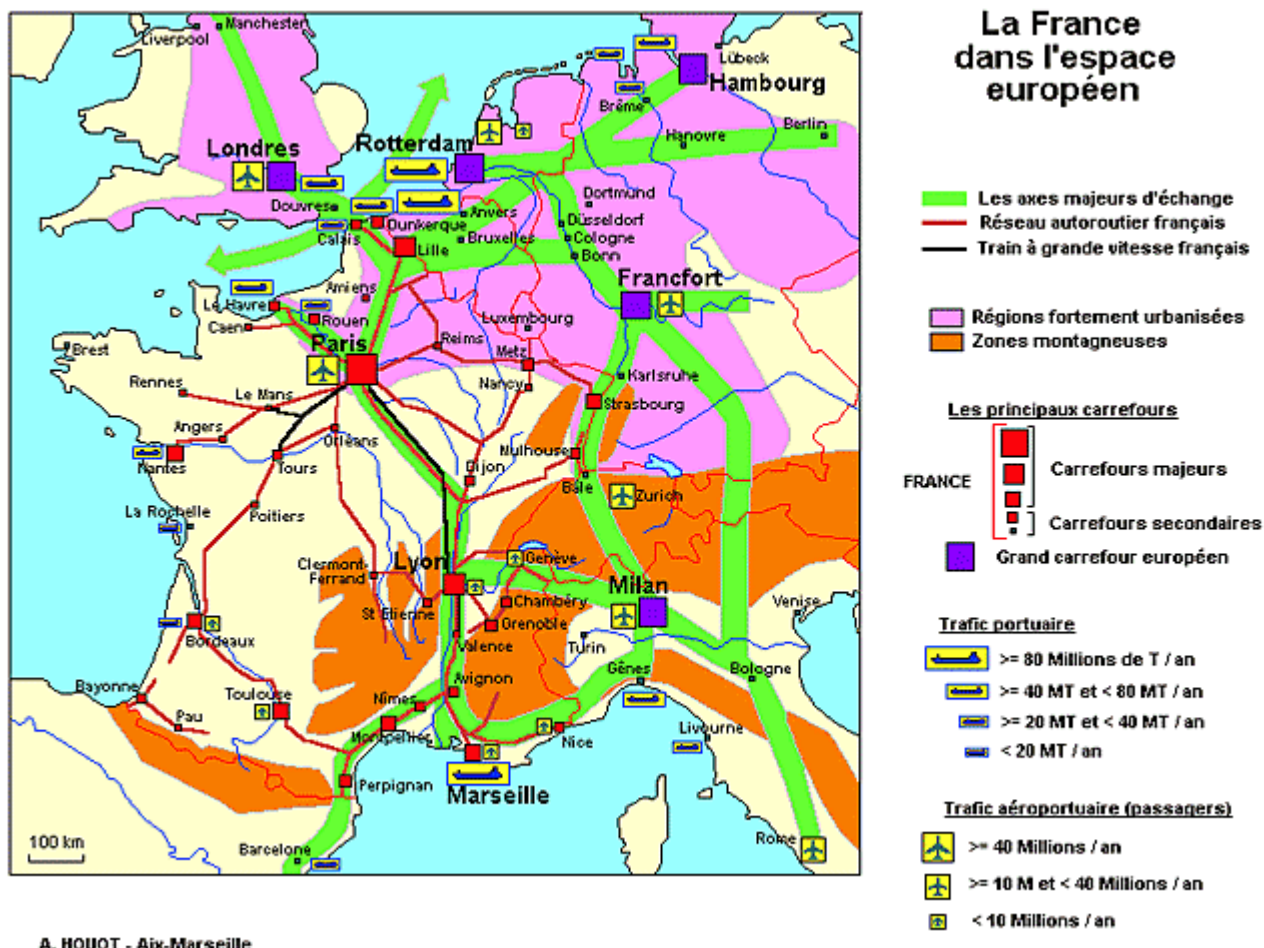 La France
dans l'espace
européen
Manchester
Liverpool
Lübeck
Hambourg
Brême
Berlin
Hanovre
Londres
Rotterdam
Douvres
Dunkerque
Anvers
Dortmund
Düsseldorf
Calais
Lille
Bruxelles
Cologne
Bonn
Francfort
Amiens
Le Havre
Rouen
Caen
Luxembourg
Paris
Reims
Metz
Brest
Nancy
Karlsruhe
Rennes
Le Mans
Strasbourg
Angers
Orléans
Mulhouse
Nantes
Tours
Dijon
Bâle
Zurich
La Rochelle
Poitiers
Lyon
Genève
Clermont-
Ferrand
Milan
Chambéry
Venise
St Etienne
Grenoble
Bordeaux
Valence
Turin
Gênes
Bologne
Bayonne
Toulouse
Avignon
Nîmes
Pau
Montpellier
Nice
Livourne
Perpignan
Marseille
100 km
Barcelone
Rome
Les axes majeurs d'échange
Réseau autoroutier français
Train à grande vitesse français
Régions fortement urbanisées
Zones montagneuses
Les principaux carrefours
FRANCE
Carrefours majeurs
Carrefours secondaires
Grand carrefour européen
Trafic portuaire
>= 80 Millions de T / an
>= 40 MT et < 80 MT / an
>= 20 MT et < 40 MT / an
< 20 MT / an
Trafic aéroportuaire (passagers)
>= 40 Millions / an
>= 10 M et < 40 Millions / an
< 10 Millions / an
A. HOUOT - Aix-Marseille